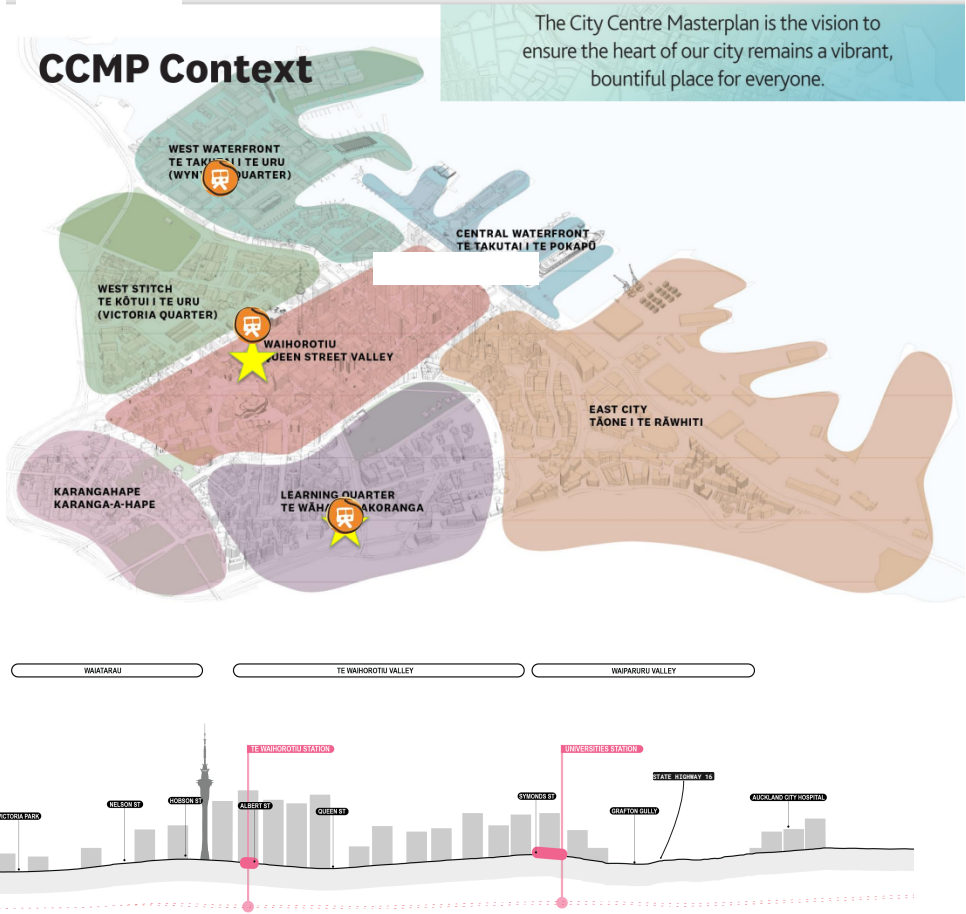 The City Centre Masterplan is the vision to
ensure the heart of our city remains a vibrant,
bountiful place for everyone.
CCMP Context
WEST WATERFRONT
TE TAKUTAI I TE URU
QUARTER)
CENTRAL WATERFRONT
TE TAKUTAI I TE POKAPŪ
WEST STITCH
TE KŌTUI I TE URU
(VICTORIA QUARTER)
WAIHOROTIU
QUEEN STREET VALLEY
EAST CITY
TĀONE I TE RĀWHITI
KARANGAHAPE
KARANGA-A-HAPE
LEARNING QUARTER
TE
AKORANGA
WAIATARAU
TE WAIHOROTIU VALLEY
WAIPARURU VALLEY
TE WAIHOROTIU STATION
UNIVERSITIES STATION
STATE HIGHWAY 16
VICTORIA PARK
NELSON ST
HOBSON ST
ALBERT ST
QUEEN ST
SYMONDS ST
GRAFTON GULLY
AUCKLAND CITY HOSPITAL